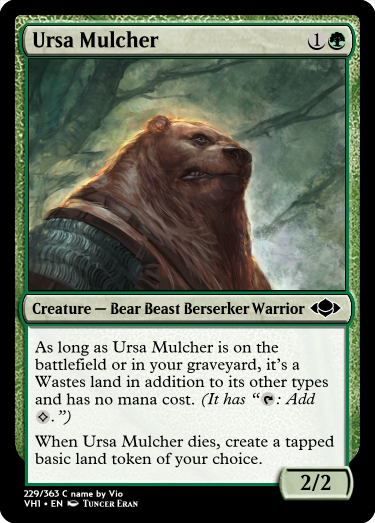 Ursa Mulcher 1
Creature — Bear Beast Berserker Warrior
As long as Ursa Mulcher is on the
battlefield or in your graveyard, it's a
Wastes land in addition to its other types
and has no mana cost. (It has “: Add
.”)
When Ursa Mulcher dies, create a tapped
basic land token of your choice.
2/2
229/363 C name by Vio
VH1 • EN Tuncer Eran